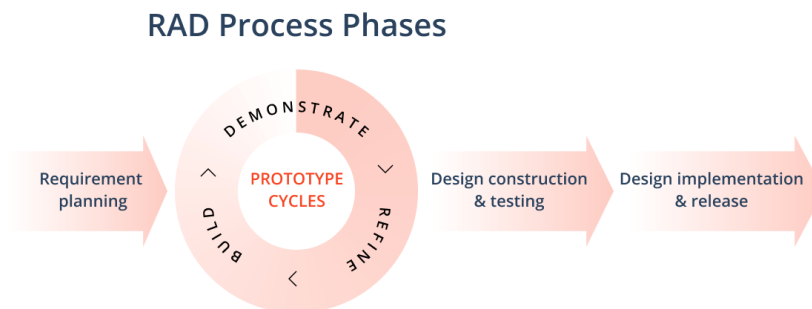 RAD Process Phases
Requirement
planning
DEMONSTRATE
REFINE
BUILD
PROTOTYPE
CYCLES
Design construction
& testing
Design implementation
& release